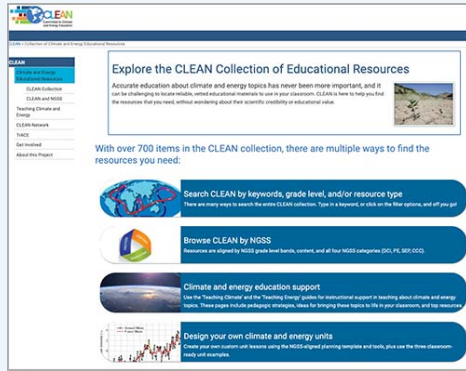 CLEAN
Committed to Climate
and Energy Education
CLEAN > Collection of Climate and Energy Educational Resources
CLEAN
Climate and Energy
Educational Resources
CLEAN Collection
CLEAN and NGSS
Teaching Climate and
Energy
CLEAN Network
TrACE
Get Involved
About this Project
Explore the CLEAN Collection of Educational Resources
Accurate education about climate and energy topics has never been more important, and it
can be challenging to locate reliable, vetted educational materials to use in your classroom. CLEAN is here to help you find
the resources that you need, without wondering about their scientific credibility or educational value.
With over 700 items in the CLEAN collection, there are multiple ways to find the
resources you need:
Search CLEAN by keywords, grade level, and/or resource type
There are many ways to search the entire CLEAN collection. Type in a keyword, or click on the filter options, and off you go!
Browse CLEAN by NGSS
Resources are aligned by NGSS grade level bands, content, and all four NGSS categories (DCI, PE, SEP, CCC).
Climate and energy education support
Use the 'Teaching Climate' and the 'Teaching Energy' guides for instructional support in teaching about climate and energy
topics. These pages include pedagogic strategies, ideas for bringing these topics to life in your classroom, and top resources
Design your own climate and energy units
Create your own custom unit lessons using the NGSS-aligned planning template and tools, plus use the three classroom-
ready unit examples.